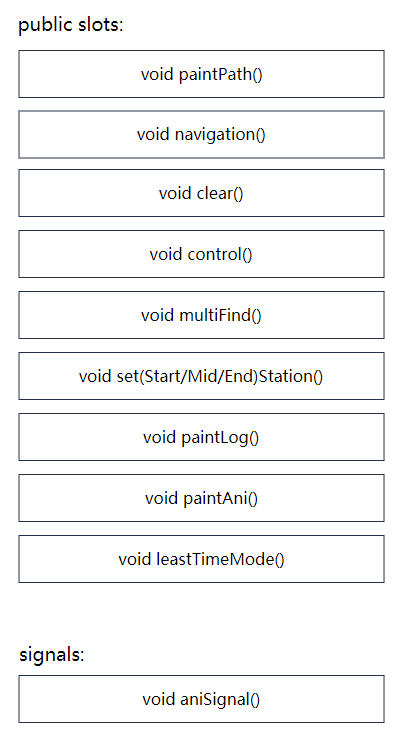 public slots:
void paintPath()
void navigation()
void clear()
void control()
void multiFind()
void set(Start/Mid/End)Station()
void paintLog()
void paintAni()
void leastTimeMode()
signals:
void aniSignal()